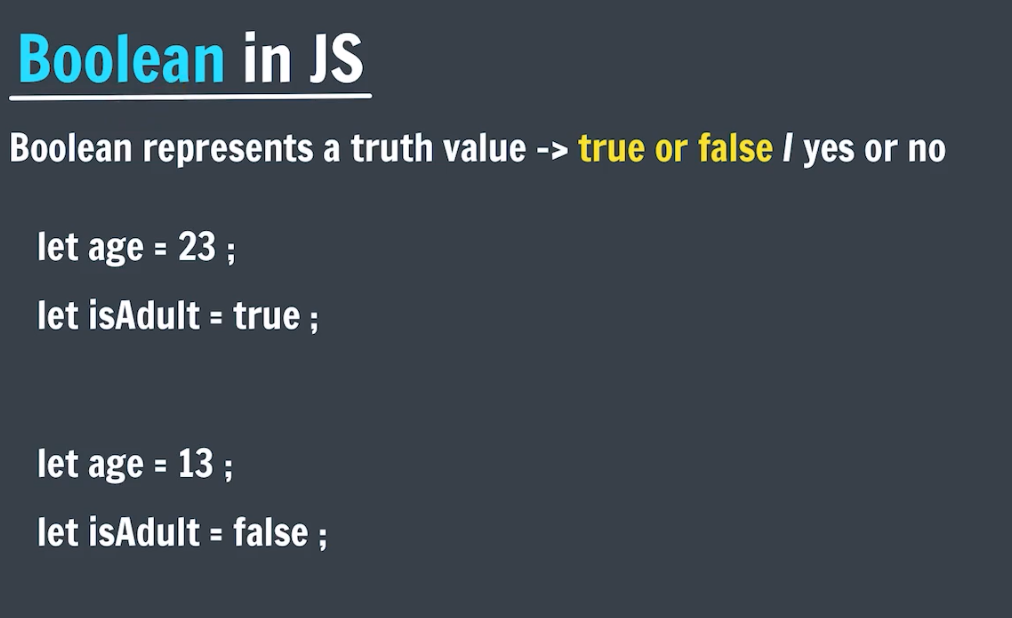 Boolean in JS
Boolean represents a truth value -> true or false / yes or no
let age = 23 ;
let isAdult = true ;
let age = 13 ;
let isAdult = false ;